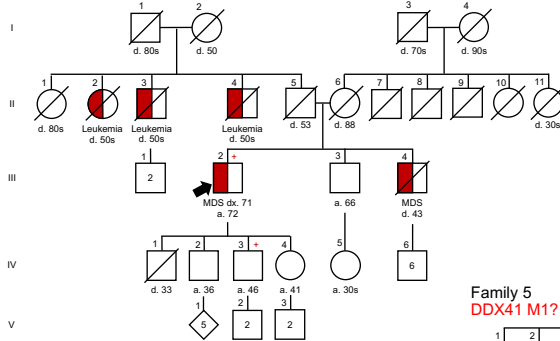 1 2 3 4
I
d. 80s d. 50 d. 70s d. 90s
1 2 3 4 5 6 7 8 9 10 11
II
d. 80s Leukemia Leukemia Leukemia d. 53 d. 88 d. 30s
d. 50s d. 50s d. 50s
1 2 + 3 4
III 2
MDS dx. 71 a. 66 MDS
a. 72 d. 43
1 2 3 + 4 5 6
IV 6
d. 33 a. 36 a. 46 a. 41 a. 30s
1 2 3
V 5 2 2
Family 5
DDX41 M1?
1 2